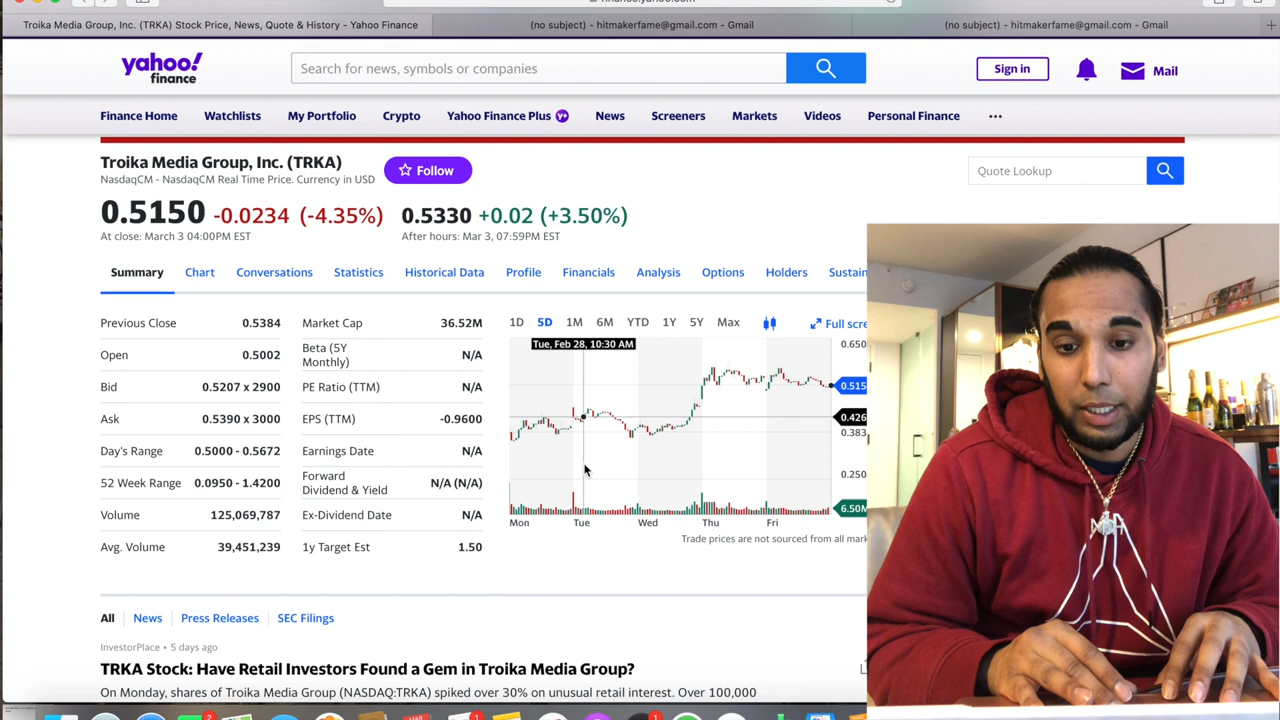 Troika Media Group, Inc. (TRKA) Stock Price, News, Quote & History - Yahoo Finance
(no subject) - hitmakerfame@gmail.com - Gmail
(no subject) - hitmakerfame@gmail.com - Gmail
yahoo!
finance
Search for news, symbols or companies
Sign in
Mail
Finance Home
Watchlists
My Portfolio
Crypto
Yahoo Finance Plus
News
Screeners
Markets
Videos
Personal Finance
...
Troika Media Group, Inc. (TRKA)
NasdaqCM - NasdaqCM Real Time Price. Currency in USD
Follow
Quote Lookup
0.5150 -0.0234 (-4.35%)
At close: March 3 04:00PM EST
0.5330 +0.02 (+3.50%)
After hours: Mar 3, 07:59PM EST
Summary
Chart
Conversations
Statistics
Historical Data
Profile
Financials
Analysis
Options
Holders
Sustain
Previous Close 0.5384
Open 0.5002
Bid 0.5207 x 2900
Ask 0.5390 x 3000
Day's Range 0.5000 - 0.5672
52 Week Range 0.0950 - 1.4200
Volume 125,069,787
Avg. Volume 39,451,239
Market Cap 36.52M
Beta (5Y
Monthly) N/A
PE Ratio (TTM) N/A
EPS (TTM) -0.9600
Earnings Date N/A
Forward
Dividend & Yield N/A (N/A)
Ex-Dividend Date N/A
1y Target Est 1.50
1D 5D 1M 6M YTD 1Y 5Y Max
Full scre
Tue, Feb 28, 10:30 AM
0.650
0.515
0.426
0.383
0.250
6.50M
Mon Tue Wed Thu Fri
Trade prices are not sourced from all mark
All
News
Press Releases
SEC Filings
InvestorPlace • 5 days ago
TRKA Stock: Have Retail Investors Found a Gem in Troika Media Group?
On Monday, shares of Troika Media Group (NASDAQ:TRKA) spiked over 30% on unusual retail interest. Over 100,000